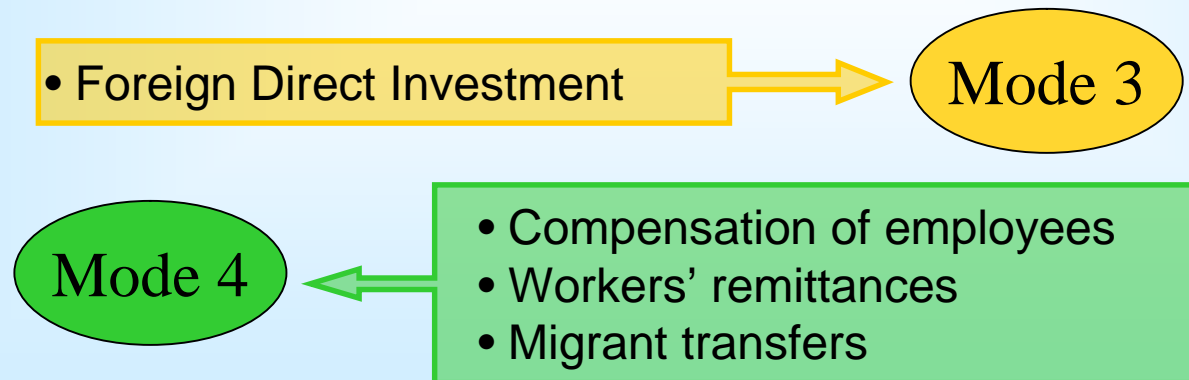 • Foreign Direct Investment
Mode 3
Mode 4
• Compensation of employees
• Workers’ remittances
• Migrant transfers